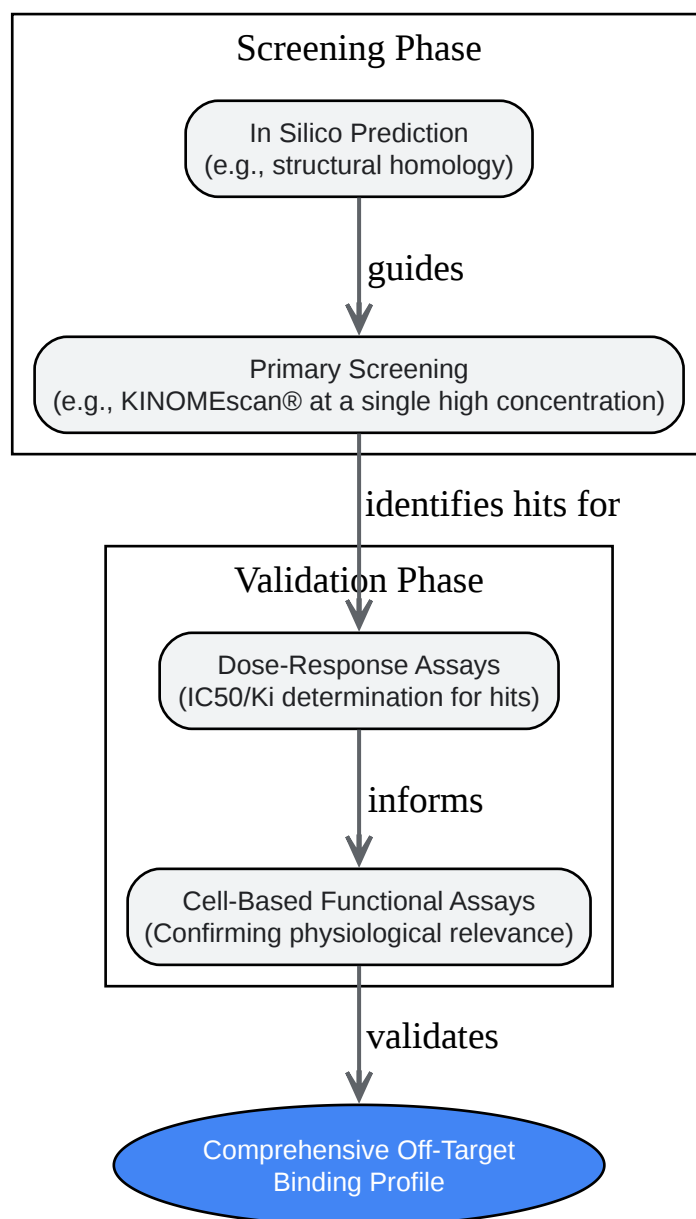 Screening Phase
In Silico Prediction
(e.g., structural homology)
guides
Primary Screening
(e.g., KINOMEscan® at a single high concentration)
identifies hits for
Validation Phase
Dose-Response Assays
(IC50/Ki determination for hits)
informs
Cell-Based Functional Assays
(Confirming physiological relevance)
validates
Comprehensive Off-Target
Binding Profile